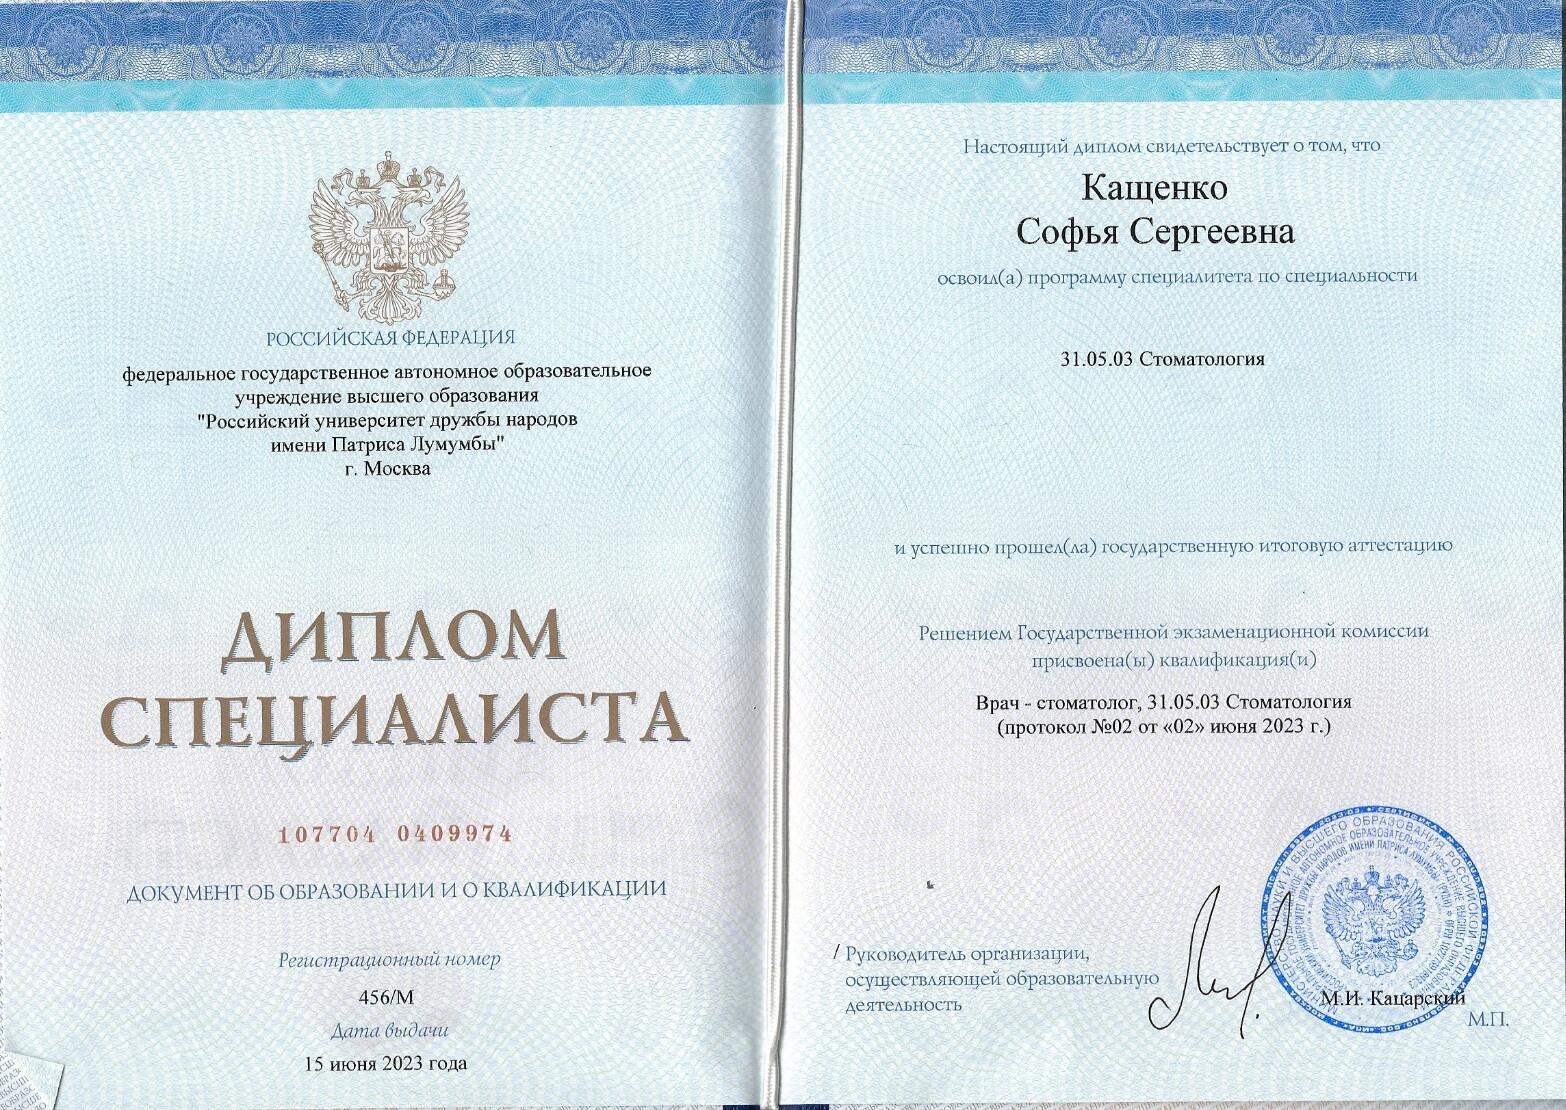 РОССИЙСКАЯ ФЕДЕРАЦИЯ
федеральное государственное автономное образовательное
учреждение высшего образования
"Российский университет дружбы народов
имени Патриса Лумумбы"
г. Москва
ДИПЛОМ
СПЕЦИАЛИСТА
107704 0409974
ДОКУМЕНТ ОБ ОБРАЗОВАНИИ И О КВАЛИФИКАЦИИ
Регистрационный номер
456/М
Дата выдачи
15 июня 2023 года
Настоящий диплом свидетельствует о том, что
Кащенко
Софья Сергеевна
освоил(а) программу специалитета по специальности
31.05.03 Стоматология
и успешно прошел(ла) государственную итоговую аттестацию
Решением Государственной экзаменационной комиссии
присвоена(ы) квалификация(и)
Врач - стоматолог, 31.05.03 Стоматология
(протокол №02 от «02» июня 2023 г.)
/ Руководитель организации,
осуществляющей образовательную
деятельность
М.И. Кацарский
М.П.